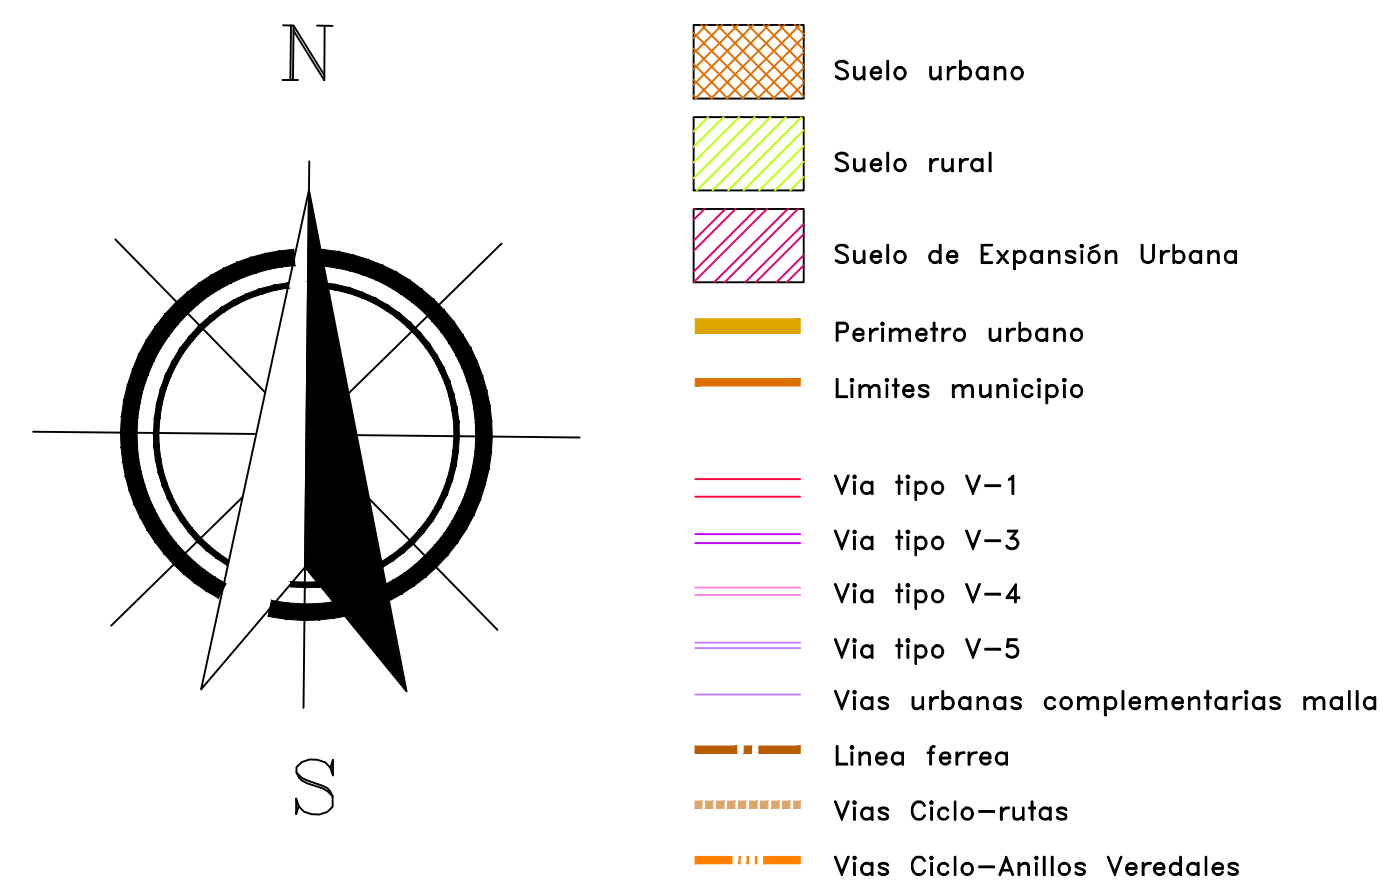 N
S
Suelo urbano
Suelo rural
Suelo de Expansión Urbana
Perimetro urbano
Limites municipio
Via tipo V-1
Via tipo V-3
Via tipo V-4
Via tipo V-5
Vias urbanas complementarias malla
Linea ferrea
Vias Ciclo-rutas
Vias Ciclo-Anillos Veredales